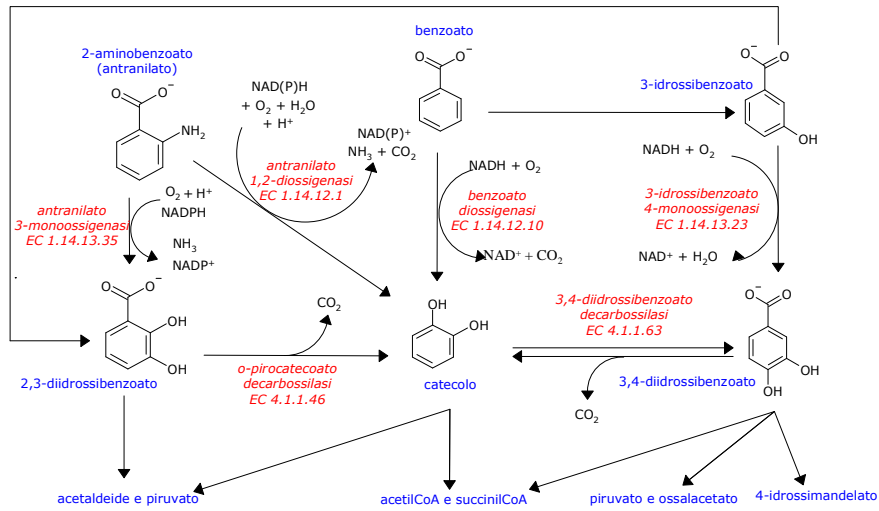 benzoato
2-aminobenzoato
(antranilato)
O
O⁻
NH₂
NAD(P)H
+ O₂ + H₂O
+ H⁺
NAD(P)⁺
NH₃ + CO₂
antranilato
1,2-diossigenasi
EC 1.14.12.1
O
O⁻
3-idrossibenzoato
O⁻
O
OH
O₂ + H⁺
NADPH
antranilato
3-monoossigenasi
EC 1.14.13.35
NH₃
NADP⁺
NADH + O₂
benzoato
diossigenasi
EC 1.14.12.10
NAD⁺ + CO₂
NADH + O₂
3-idrossibenzoato
4-monossigenasi
EC 1.14.13.23
NAD⁺ + H₂O
O
O⁻
OH
OH
2,3-diidrossibenzoato
CO₂
o-pirocatecoato
decarbossilasi
EC 4.1.1.46
OH
OH
catecolo
3,4-diidrossibenzoato
decarbossilasi
EC 4.1.1.63
CO₂
O⁻
O
OH
OH
3,4-diidrossibenzoato
acetaldeide e piruvato
acetilCoA e succinilCoA
piruvato e ossalacetato
4-idrossimandelato